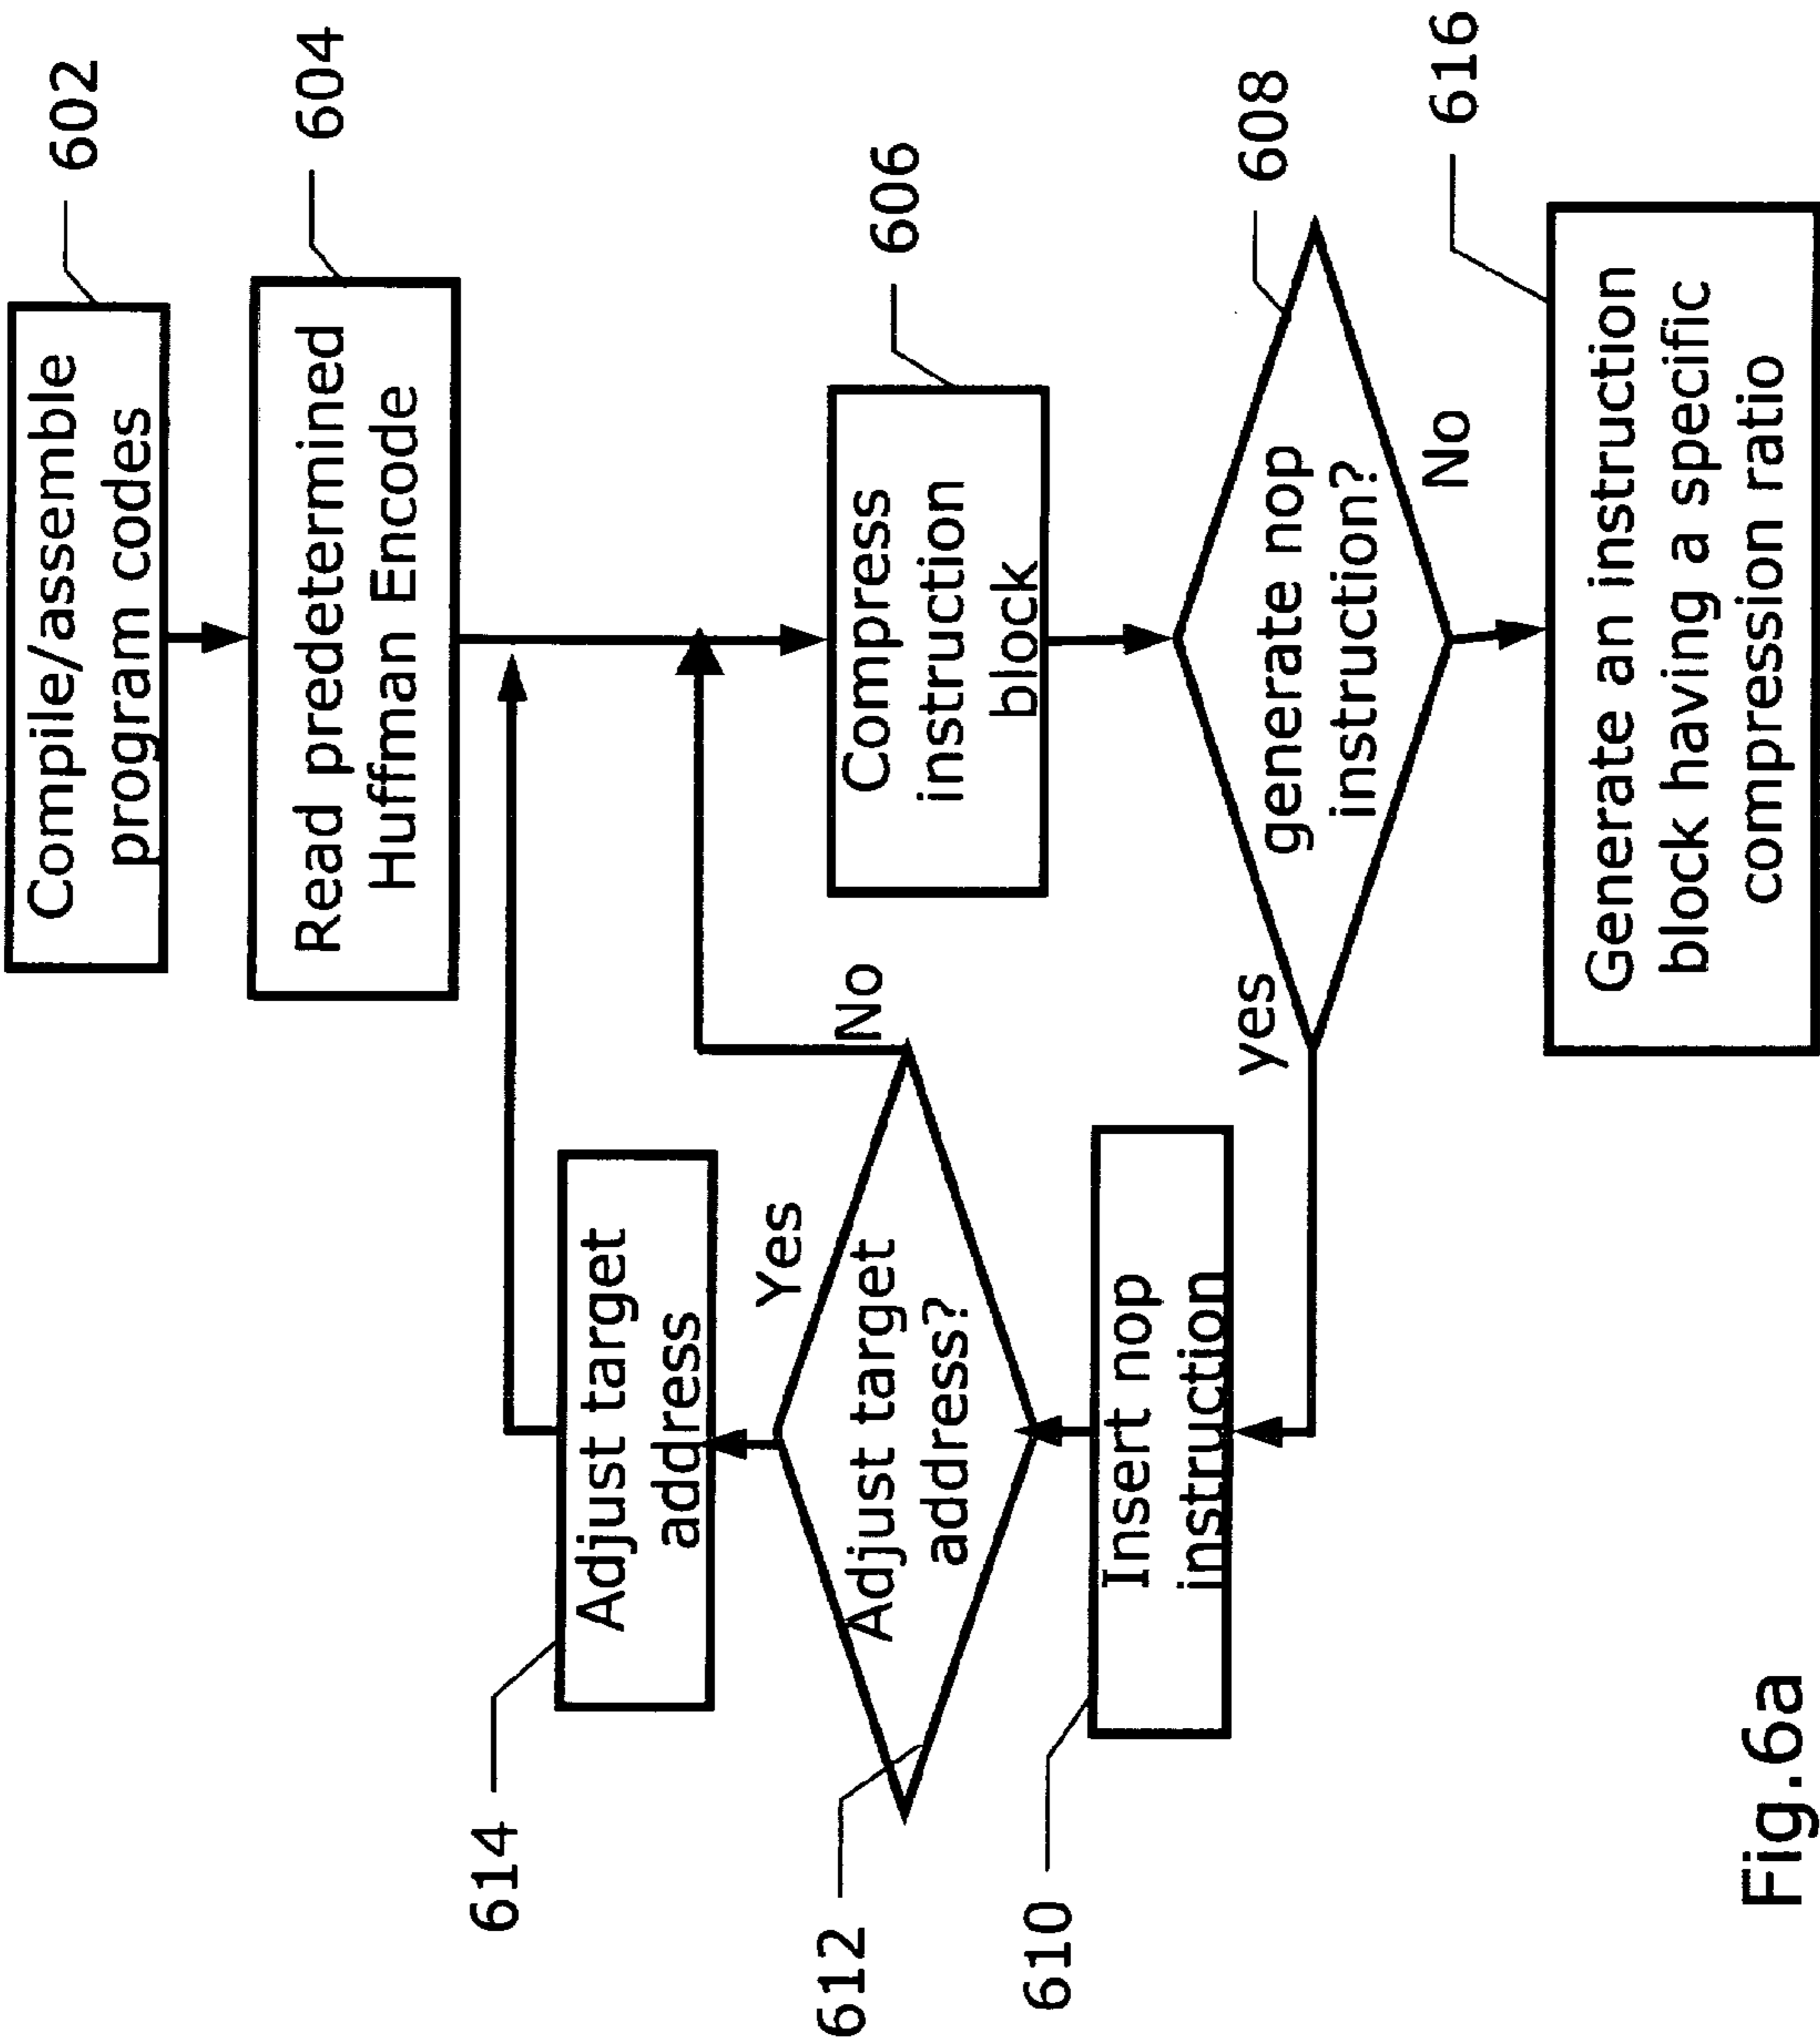 Compile/assemble
program codes
602
Read predetermined
Huffman Encode
604
Compress
instruction
block
606
generate nop
instruction?
608
yes
No
Insert nop
instruction
610
Adjust target
address?
612
Yes
No
Adjust target
address
614
Generate an instruction
block having a specific
compression ratio
616
Fig.6a